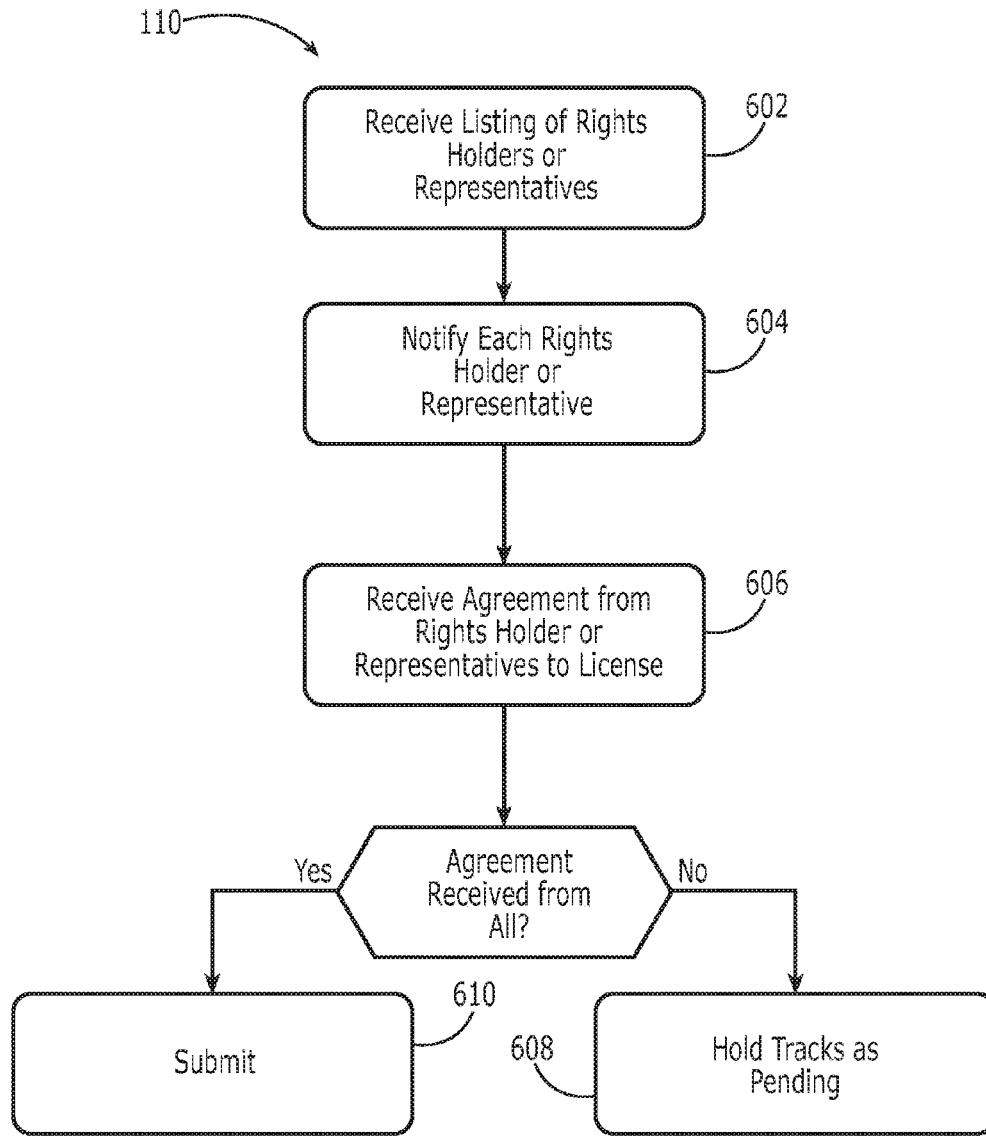 110
Receive Listing of Rights
Holders or
Representatives
602
Notify Each Rights
Holder or
Representative
604
Receive Agreement from
Rights Holder or
Representatives to License
606
Agreement
Received from
All?
Yes
No
Submit
610
Hold Tracks as
Pending
608